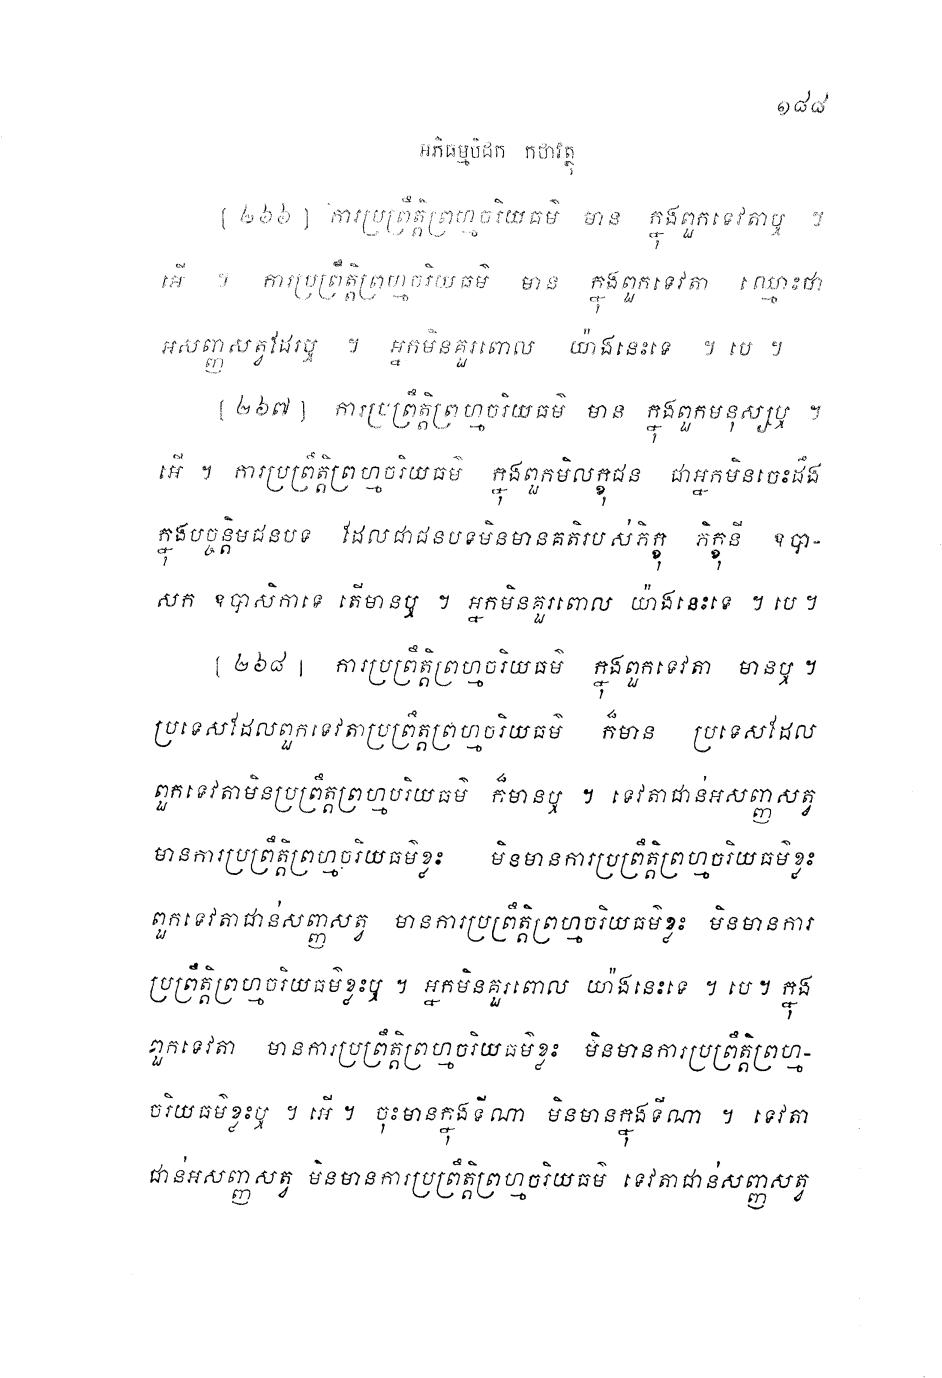 ១៨៨
អភិធម្មបិដក កថាវត្ថុ
[២៦៦] ការប្រព្រឹត្តិព្រហ្មចរិយធម៌ មាន ក្នុងពួកទេវតាឬ ។
អើ ។ ការប្រព្រឹត្តិព្រហ្មចរិយធម៌ មាន ក្នុងពួកទេវតា ឈ្មោះថា
អសញ្ញសត្វដែរឬ ។ អ្នកមិនគួរពោល យ៉ាងនេះទេ ។ បេ ។
[២៦៧] ការប្រព្រឹត្តិព្រហ្មចរិយធម៌ មាន ក្នុងពួកមនុស្សឬ ។
អើ ។ ការប្រព្រឹត្តិព្រហ្មចរិយធម៌ ក្នុងពួកមិលក្ខុជន ជាអ្នកមិនចេះដឹង
ក្នុងបច្ចន្តិមជនបទ ដែលជាជនបទមិនមានគតិរបស់ភិក្ខុ ភិក្ខុនី ឧបា-
សក ឧបាសិកាទេ តើមានឬ ។ អ្នកមិនគួរពោល យ៉ាងនេះទេ ។ បេ ។
[២៦៨] ការប្រព្រឹត្តិព្រហ្មចរិយធម៌ ក្នុងពួកទេវតា មានឬ ។
ប្រទេសដែលពួកទេវតាប្រព្រឹត្តព្រហ្មចរិយធម៌ ក៏មាន ប្រទេសដែល
ពួកទេវតាមិនប្រព្រឹត្តព្រហ្មចរិយធម៌ ក៏មានឬ ។ ទេវតាជាន់អសញ្ញសត្វ
មានការប្រព្រឹត្តិព្រហ្មចរិយធម៌ខ្លះ មិនមានការប្រព្រឹត្តិព្រហ្មចរិយធម៌ខ្លះ
ពួកទេវតាជាន់សញ្ញសត្វ មានការប្រព្រឹត្តិព្រហ្មចរិយធម៌ខ្លះ មិនមានការ
ប្រព្រឹត្តិព្រហ្មចរិយធម៌ខ្លះឬ ។ អ្នកមិនគួរពោល យ៉ាងនេះទេ ។ បេ ។ ក្នុង
ពួកទេវតា មានការប្រព្រឹត្តិព្រហ្មចរិយធម៌ខ្លះ មិនមានការប្រព្រឹត្តិព្រហ្ម-
ចរិយធម៌ខ្លះឬ ។ អើ ។ ចុះមានក្នុងទីណា មិនមានក្នុងទីណា ។ ទេវតា
ជាន់អសញ្ញសត្វ មិនមានការប្រព្រឹត្តិព្រហ្មចរិយធម៌ ទេវតាជាន់សញ្ញសត្វ